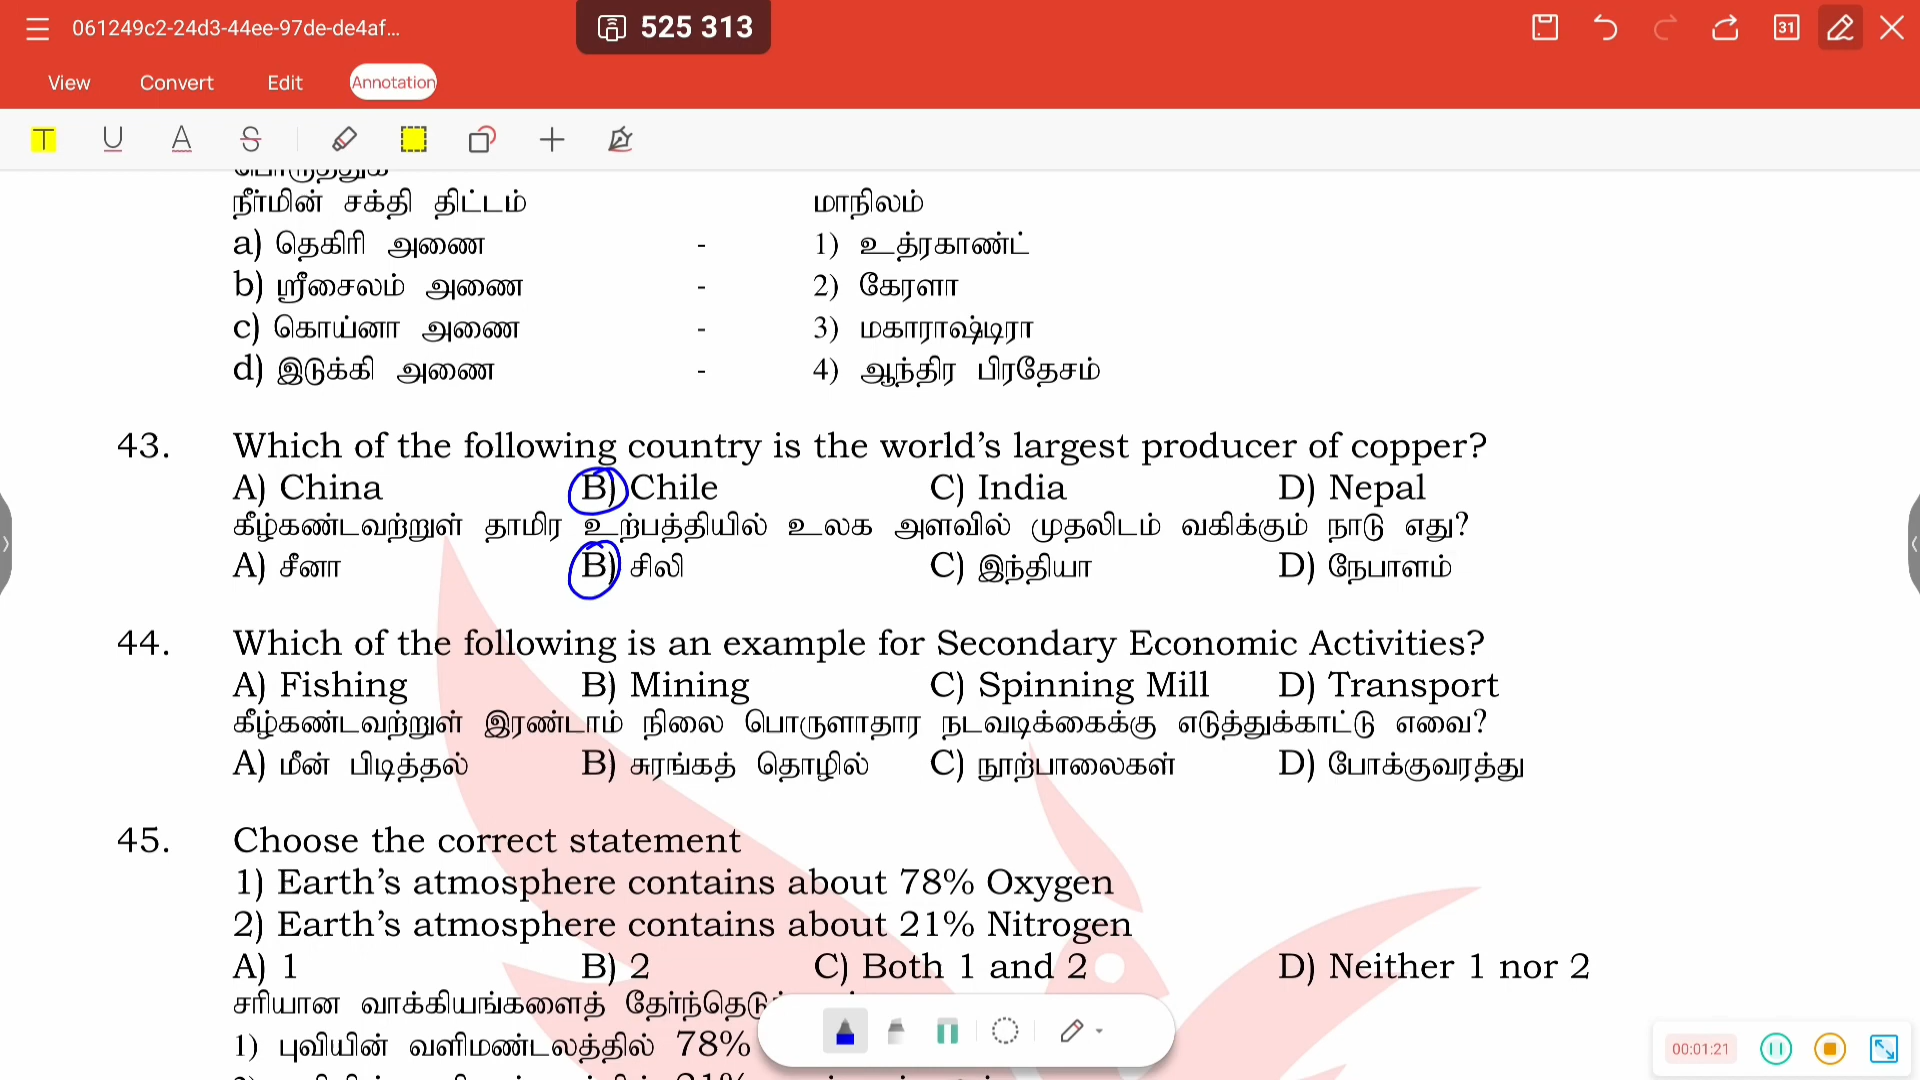 061249c2-24d3-44ee-97de-de4af...
525 313
31
View Convert Edit Annotation
T U A S
பொருத்துக
நீர்மின் சக்தி திட்டம் மாநிலம்
a) தெகிரி அணை - 1) உத்ரகாண்ட்
b) ஸ்ரீசைலம் அணை - 2) கேரளா
c) கொய்னா அணை - 3) மகாராஷ்டிரா
d) இடுக்கி அணை - 4) ஆந்திர பிரதேசம்
43. Which of the following country is the world's largest producer of copper?
A) China B) Chile C) India D) Nepal
கீழ்கண்டவற்றுள் தாமிர உற்பத்தியில் உலக அளவில் முதலிடம் வகிக்கும் நாடு எது?
A) சீனா B) சிலி C) இந்தியா D) நேபாளம்
44. Which of the following is an example for Secondary Economic Activities?
A) Fishing B) Mining C) Spinning Mill D) Transport
கீழ்கண்டவற்றுள் இரண்டாம் நிலை பொருளாதார நடவடிக்கைக்கு எடுத்துக்காட்டு எவை?
A) மீன் பிடித்தல் B) சுரங்கத் தொழில் C) நூற்பாலைகள் D) போக்குவரத்து
45. Choose the correct statement
1) Earth's atmosphere contains about 78% Oxygen
2) Earth's atmosphere contains about 21% Nitrogen
A) 1 B) 2 C) Both 1 and 2 D) Neither 1 nor 2
சரியான வாக்கியங்களைத்
1) புவியின் வளிமண்டலத்தில் 78%
00:01:21